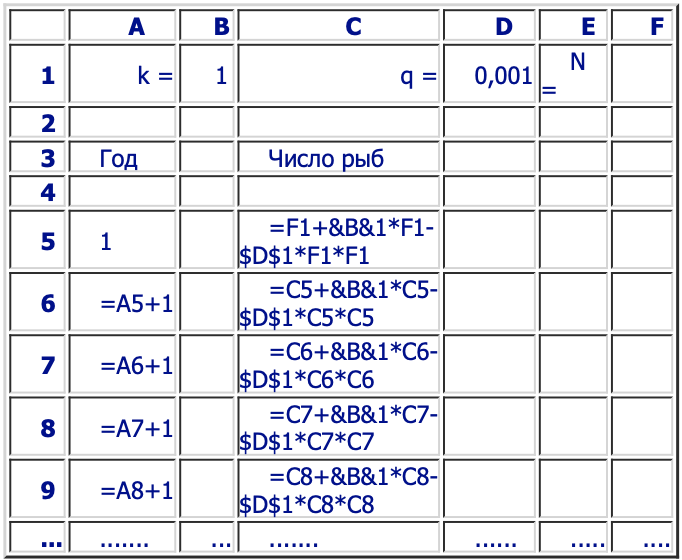 A B C D E F
1 k = 1 q = 0,001 N
=
2
3 Год Число рыб
4
5 1 =F1+&B&1*F1-
$D$1*F1*F1
6 =A5+1 =C5+&B&1*C5-
$D$1*C5*C5
7 =A6+1 =C6+&B&1*C6-
$D$1*C6*C6
8 =A7+1 =C7+&B&1*C7-
$D$1*C7*C7
9 =A8+1 =C8+&B&1*C8-
$D$1*C8*C8
... ....... ... ....... ...... ..... ....